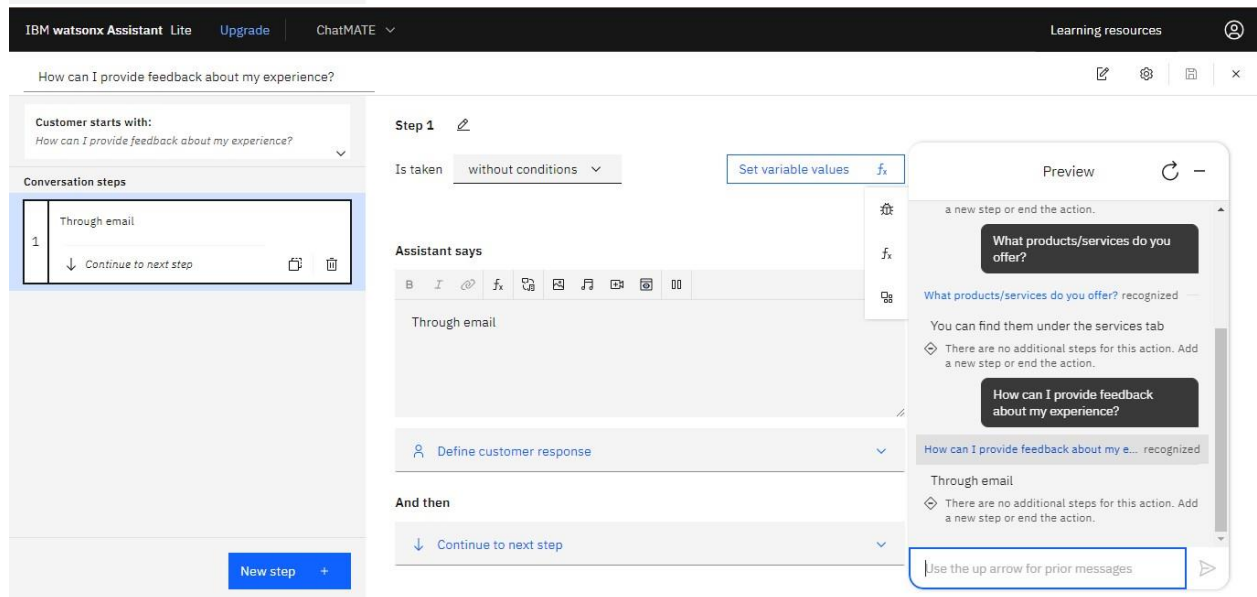 IBM watsonx Assistant Lite Upgrade ChatMATE Learning resources
How can I provide feedback about my experience?
Customer starts with:
How can I provide feedback about my experience?
Conversation steps
1
Through email
Continue to next step
New step +
Step 1
Is taken without conditions Set variable values fx
Assistant says
B I fx
Through email
Define customer response
And then
Continue to next step
fx
Preview
a new step or end the action.
What products/services do you
offer?
What products/services do you offer? recognized
You can find them under the services tab
There are no additional steps for this action. Add
a new step or end the action.
How can I provide feedback
about my experience?
How can I provide feedback about my e... recognized
Through email
There are no additional steps for this action. Add
a new step or end the action.
Use the up arrow for prior messages